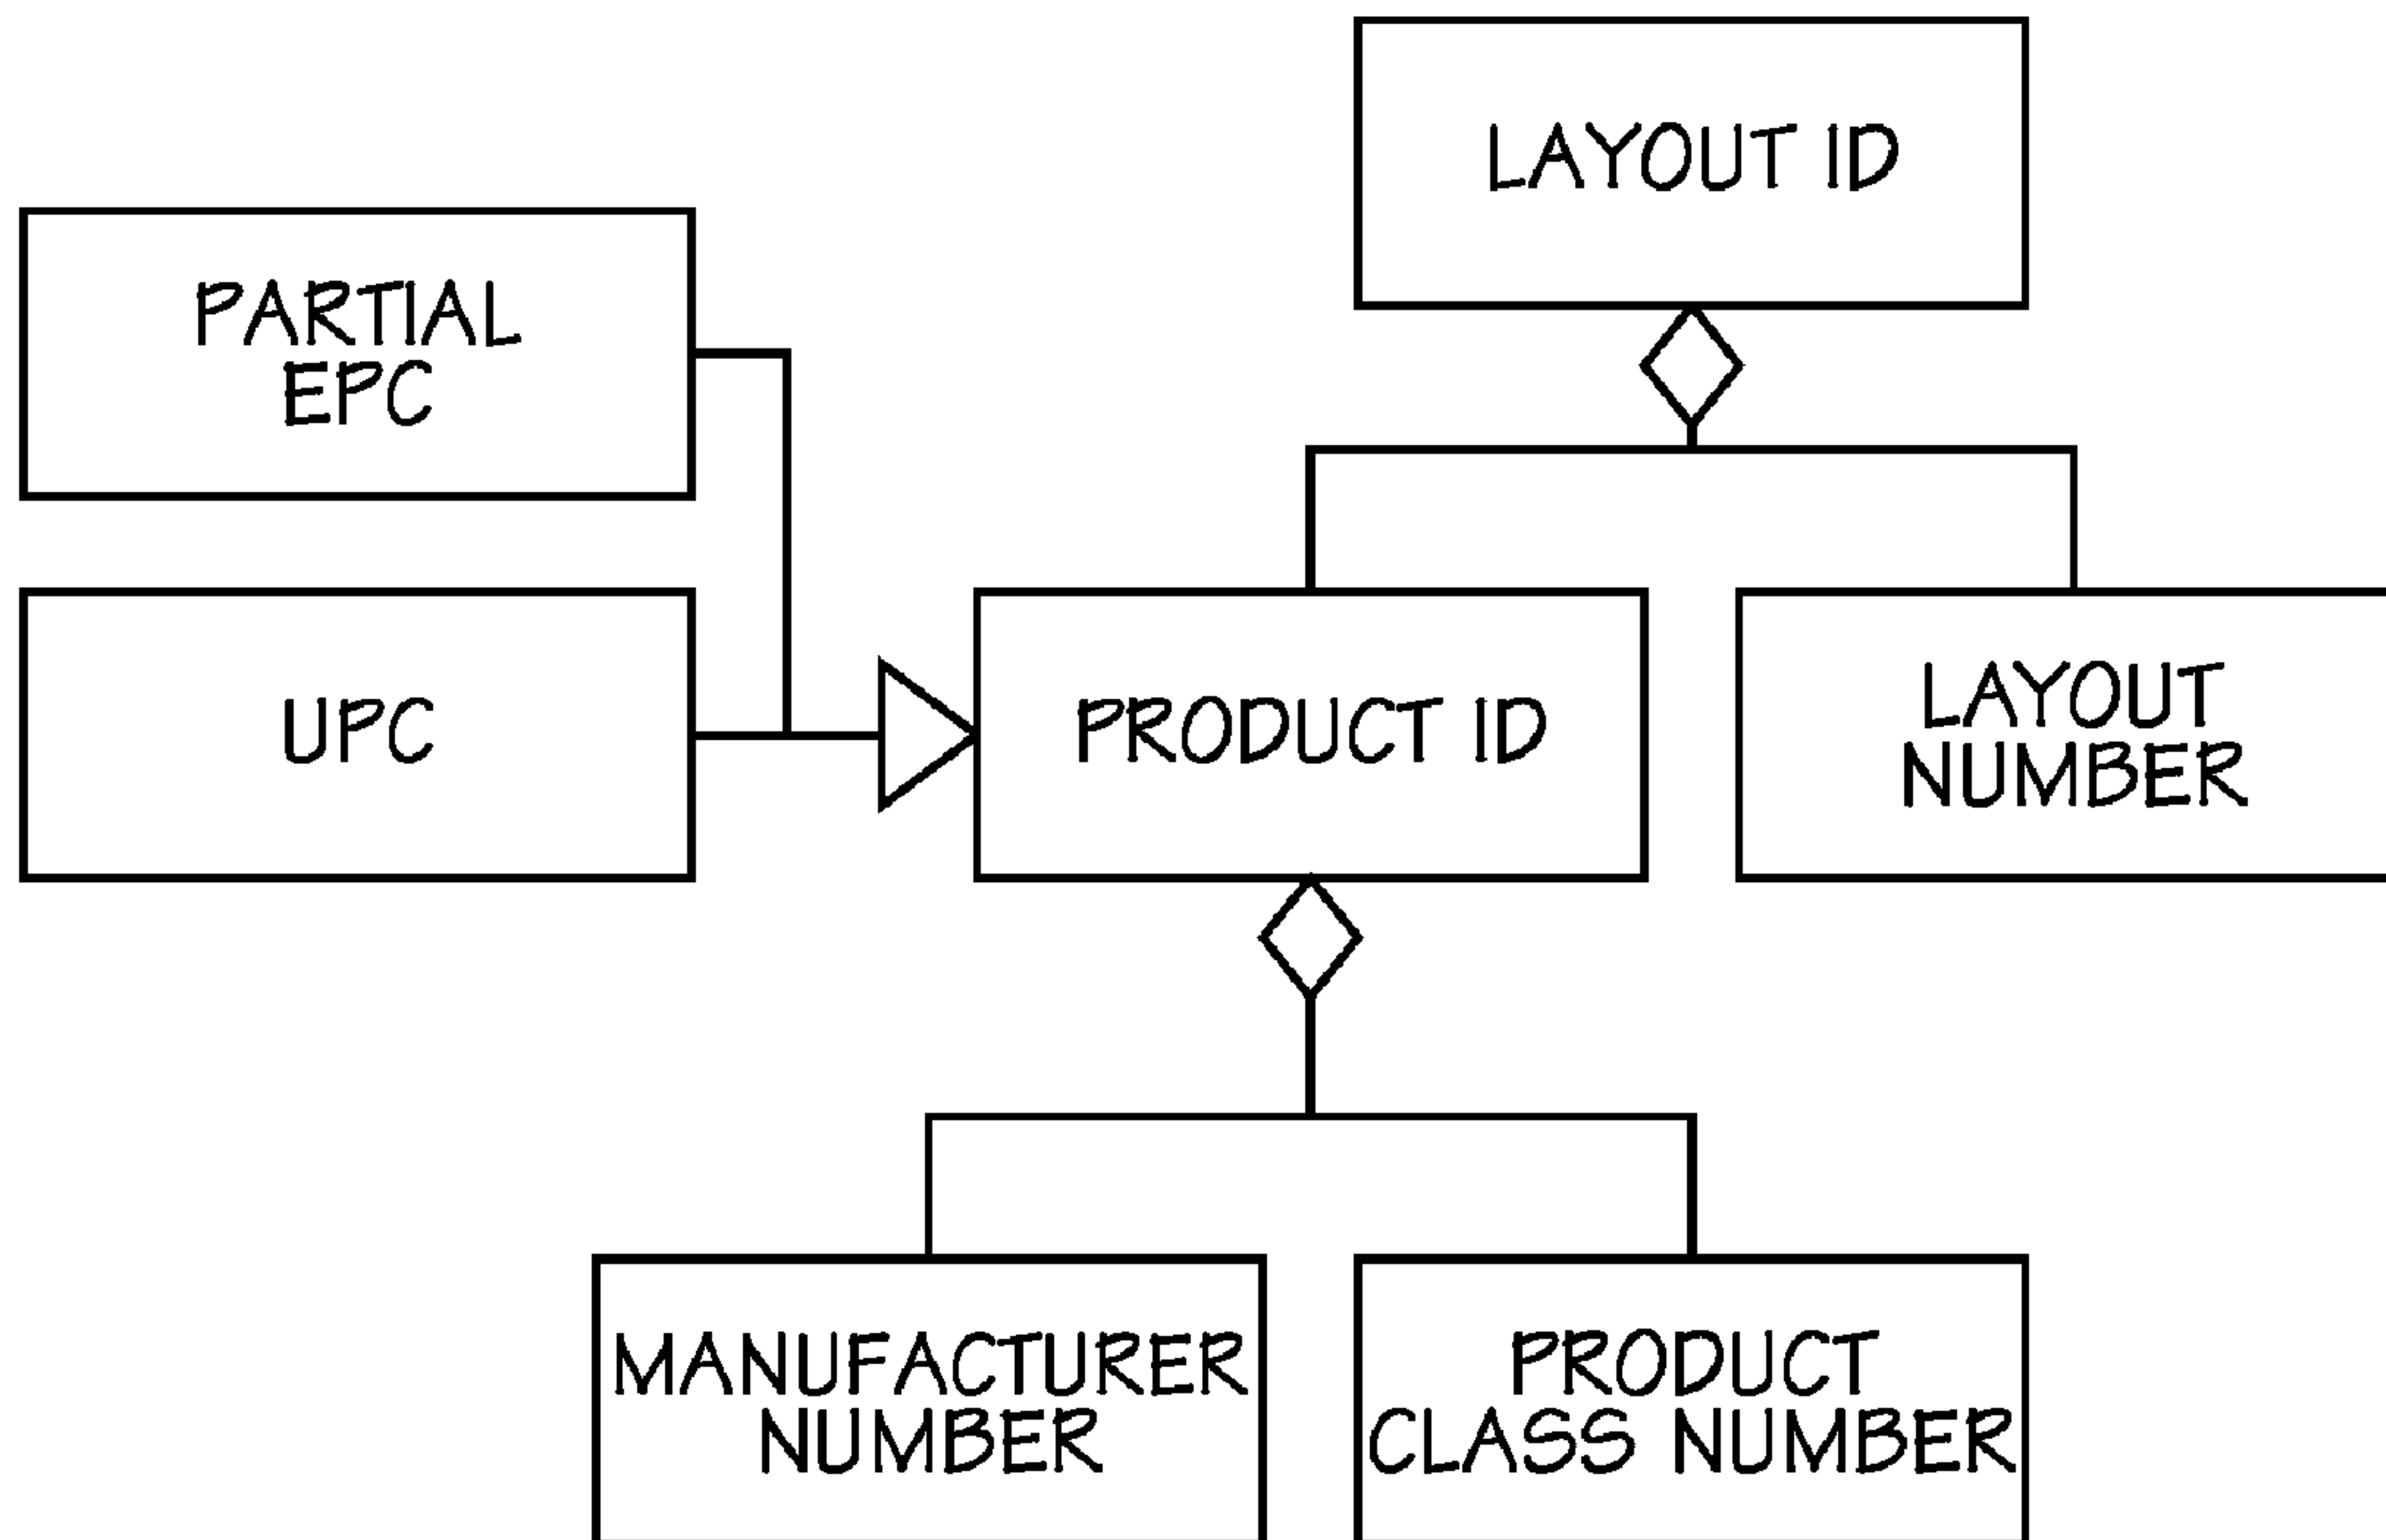 LAYOUT ID
PARTIAL
EPC
UPC
PRODUCT ID
LAYOUT
NUMBER
MANUFACTURER
NUMBER
PRODUCT
CLASS NUMBER